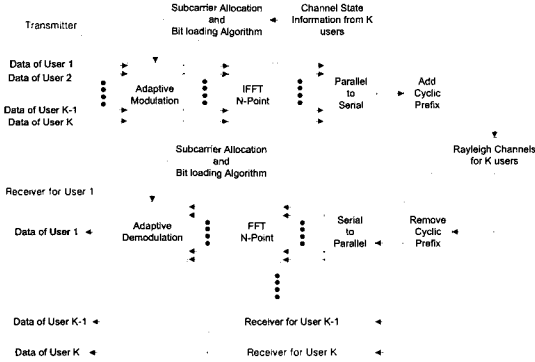 Transmitter
Subcarrier Allocation
and
Bit loading Algorithm
Channel State
Information from K
users
Data of User 1
Data of User 2
Data of User K-1
Data of User K
Adaptive
Modulation
IFFT
N-Point
Parallel
to
Serial
Add
Cyclic
Prefix
Subcarrier Allocation
and
Bit loading Algorithm
Rayleigh Channels
for K users
Receiver for User 1
Data of User 1
Adaptive
Demodulation
FFT
N-Point
Serial
to
Parallel
Remove
Cyclic
Prefix
Data of User K-1
Receiver for User K-1
Data of User K
Receiver for User K